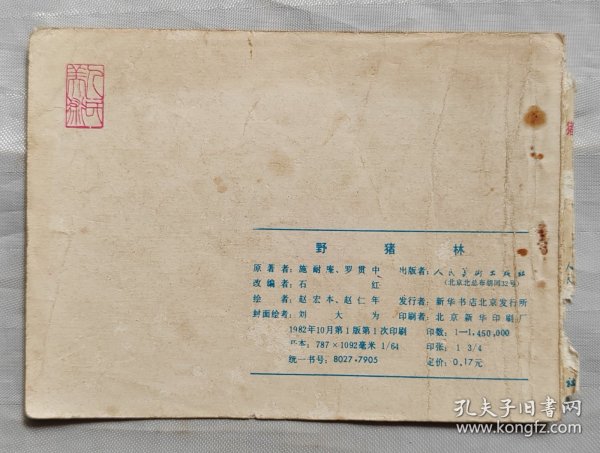 人民美术
猪
野 猪 林
原著者：施耐庵、罗贯中 出版者：人民美术出版社
（北京北总布胡同32号）
改编者：石 红
绘 者：赵宏本、赵仁年 发行者：新华书店北京发行所
封面绘者：刘 大 为 印刷者：北京新华印刷厂
1982年10月第1版第1次印刷 印数：1—1,450,000
本：787×1092毫米 1/64 印张：1 3/4
统一书号：8027·7905 定价：0.17元
孔夫子旧书网
www.kongfz.com